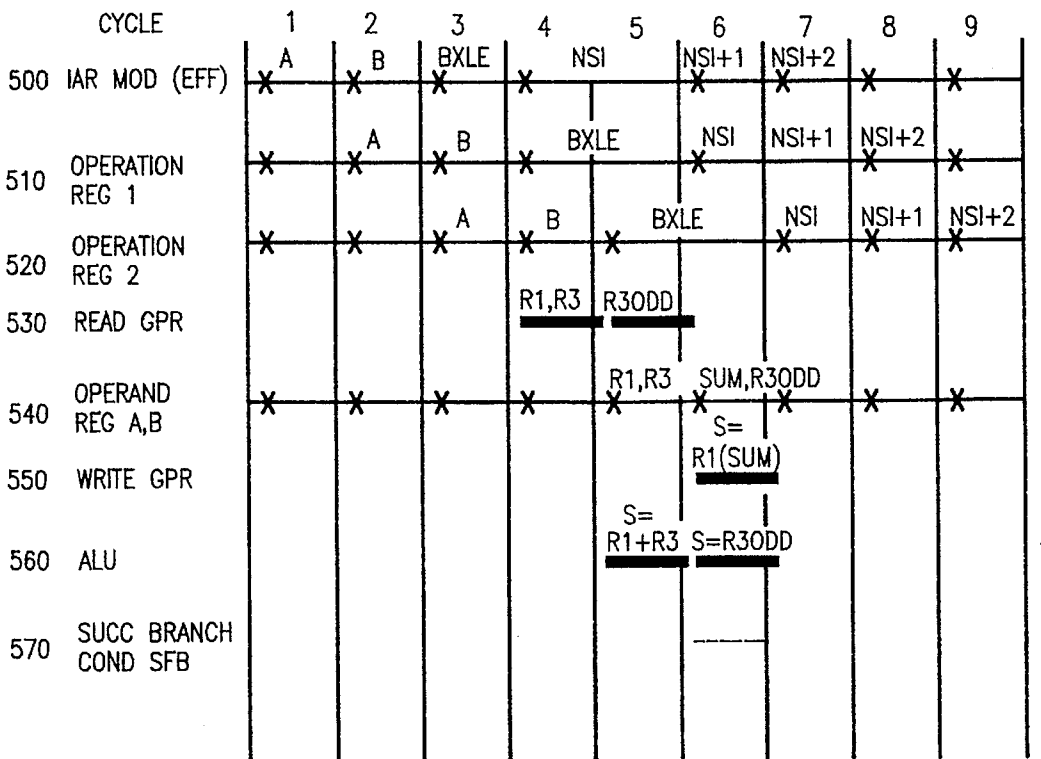 CYCLE 1 2 3 4 5 6 7 8 9
A B BXLE NSI NSI+1 NSI+2
500 IAR MOD (EFF)
A B BXLE NSI NSI+1 NSI+2
510 OPERATION
REG 1
A B BXLE NSI NSI+1 NSI+2
520 OPERATION
REG 2
R1,R3 R3ODD
530 READ GPR
R1,R3 SUM,R3ODD
540 OPERAND
REG A,B
S=
R1(SUM)
550 WRITE GPR
S=
R1+R3 S=R3ODD
560 ALU
570 SUCC BRANCH
COND SFB